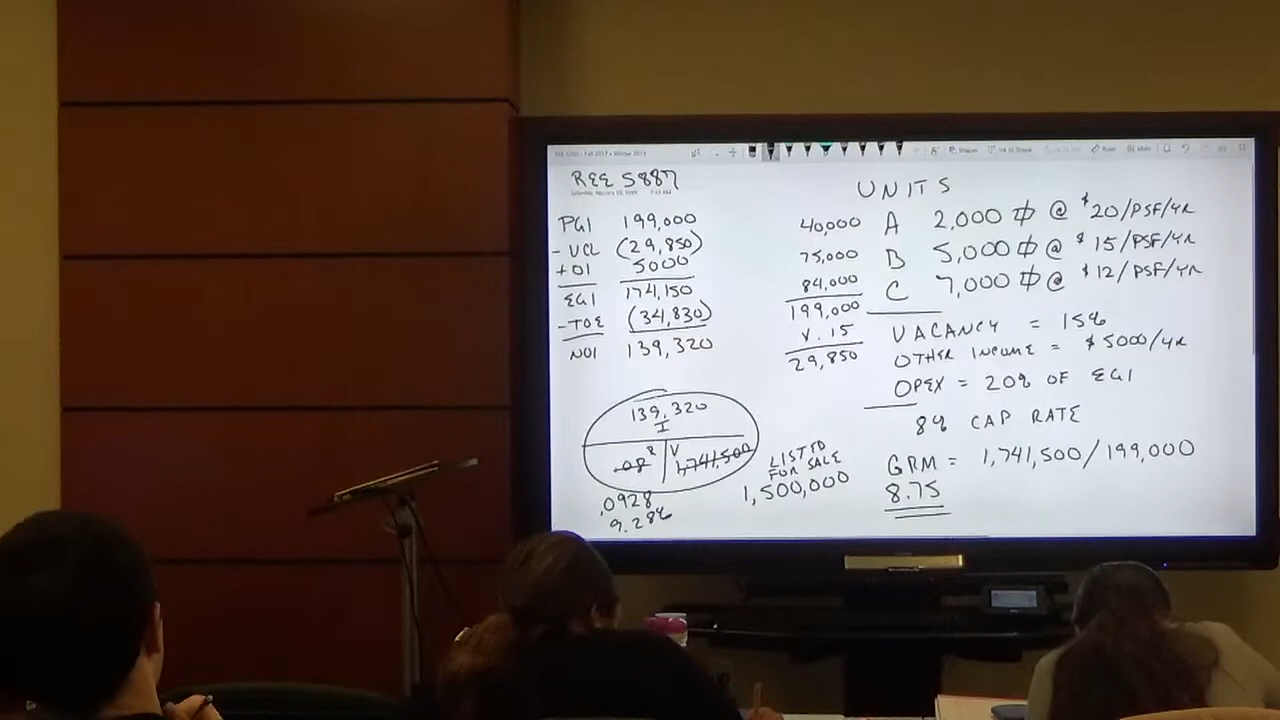 REE 5887
PGI 199,000
- VCL (29,850)
+ OI 5000
EGI 174,150
- TOE (34,830)
NOI 139,320
139,320
I
.08 R V 1,741,500
.0928
9.28%
LISTED
FOR SALE
1,500,000
UNITS
40,000 A 2,000 ⏀ @ $20/PSF/YR
75,000 B 5,000 ⏀ @ $15/PSF/YR
84,000 C 7,000 ⏀ @ $12/PSF/YR
199,000
x .15
29,850
VACANCY = 15%
OTHER INCOME = $5000/YR
OPEX = 20% OF EGI
8% CAP RATE
GRM = 1,741,500/199,000
8.75